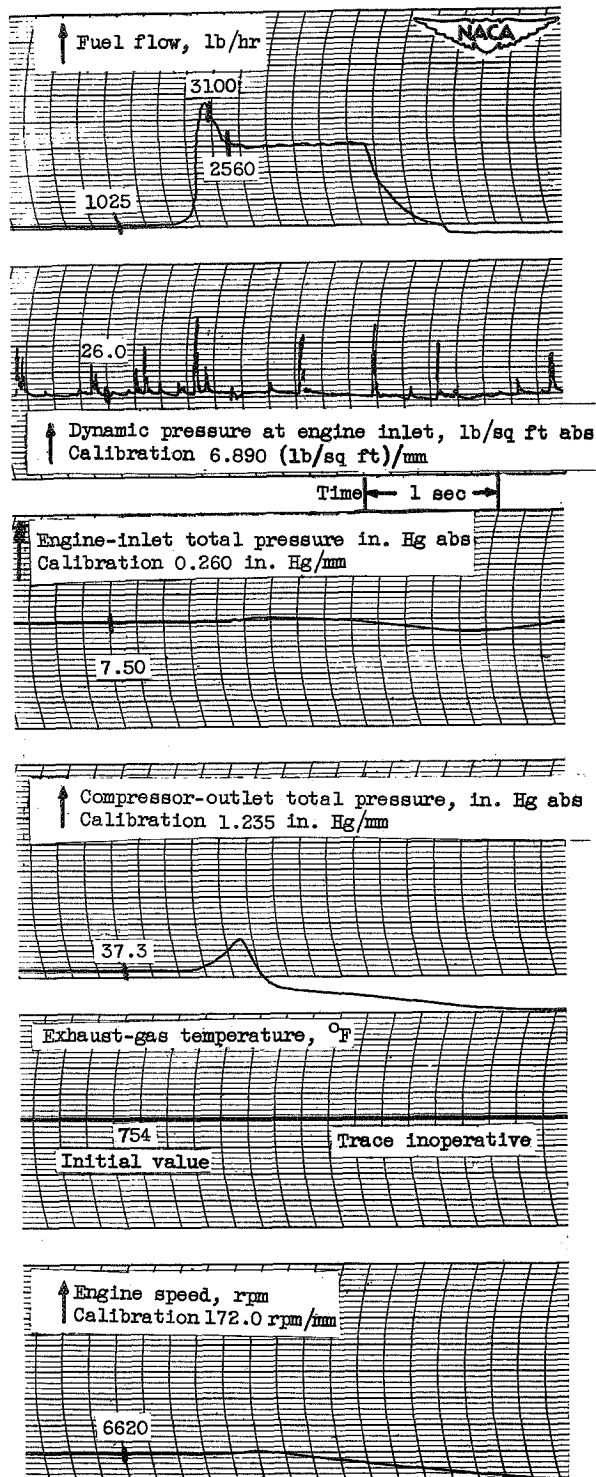 Fuel flow, lb/hr
NACA
3100
2560
1025
26.0
Dynamic pressure at engine inlet, lb/sq ft abs
Calibration 6.890 (lb/sq ft)/mm
Time 1 sec
Engine-inlet total pressure in. Hg abs
Calibration 0.260 in. Hg/mm
7.50
Compressor-outlet total pressure, in. Hg abs
Calibration 1.235 in. Hg/mm
37.3
Exhaust-gas temperature, °F
754
Initial value
Trace inoperative
Engine speed, rpm
Calibration 172.0 rpm/mm
6620